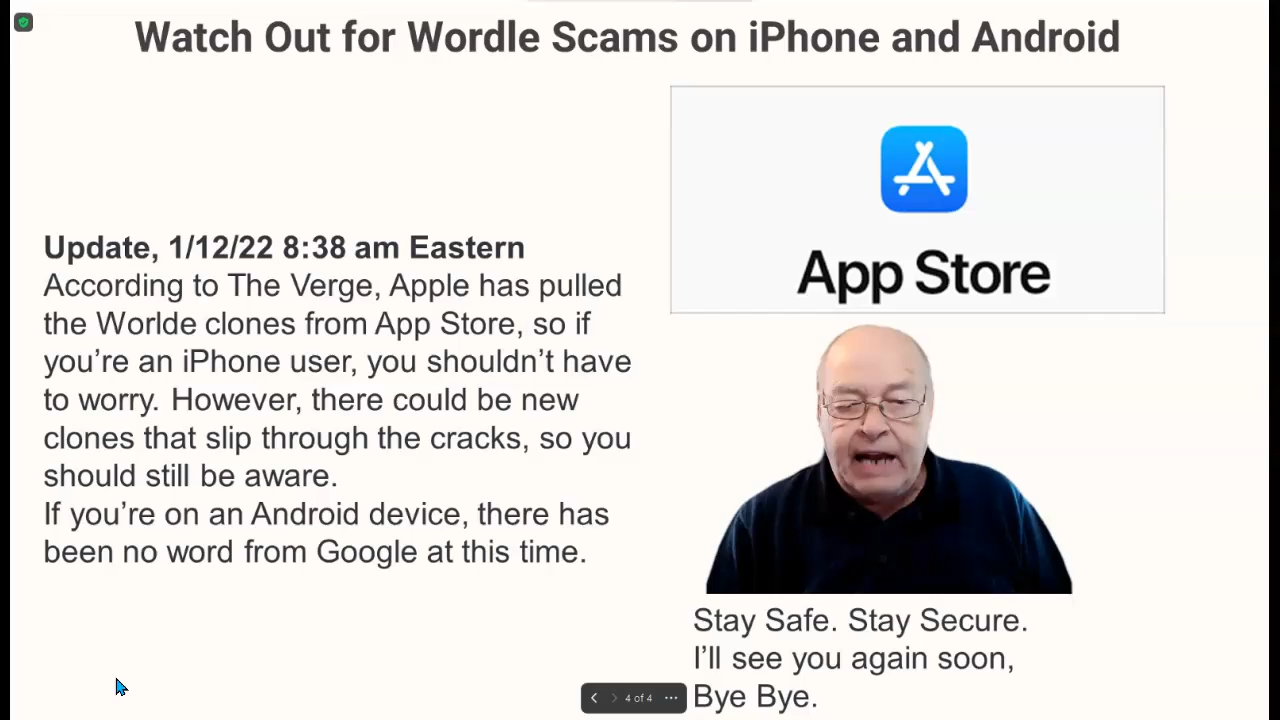 Watch Out for Wordle Scams on iPhone and Android
App Store
Update, 1/12/22 8:38 am Eastern
According to The Verge, Apple has pulled
the Worlde clones from App Store, so if
you’re an iPhone user, you shouldn’t have
to worry. However, there could be new
clones that slip through the cracks, so you
should still be aware.
If you’re on an Android device, there has
been no word from Google at this time.
Stay Safe. Stay Secure.
I’ll see you again soon,
Bye Bye.
4 of 4